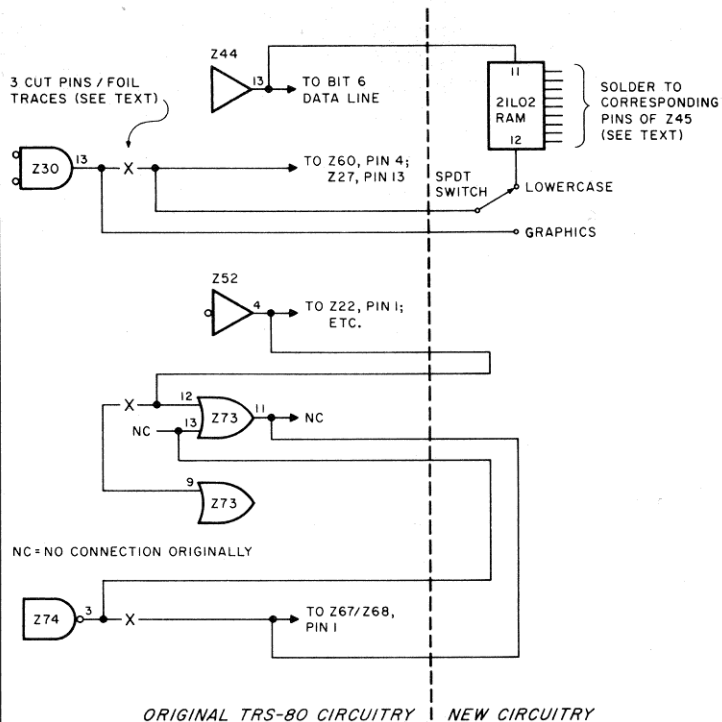 Z44
13
TO BIT 6
DATA LINE
3 CUT PINS / FOIL
TRACES (SEE TEXT)
11
21L02
RAM
12
SOLDER TO
CORRESPONDING
PINS OF Z45
(SEE TEXT)
Z30
13
X
TO Z60, PIN 4;
Z27, PIN 13
SPDT
SWITCH
LOWERCASE
GRAPHICS
Z52
4
TO Z22, PIN 1;
ETC.
X
12
Z73
11
NC
NC
13
9
Z73
NC = NO CONNECTION ORIGINALLY
Z74
3
X
TO Z67/Z68,
PIN 1
ORIGINAL TRS-80 CIRCUITRY
NEW CIRCUITRY